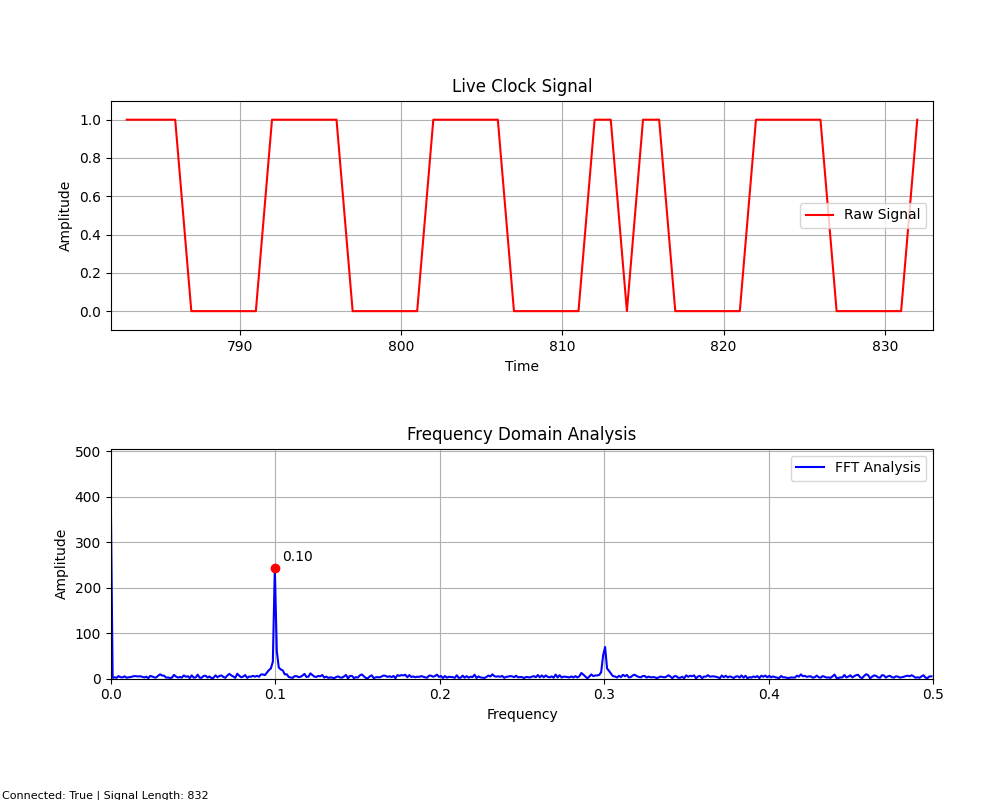 Live Clock Signal
1.0
0.8
0.6
0.4
0.2
0.0
Amplitude
Raw Signal
790 800 810 820 830
Time
Frequency Domain Analysis
500
400
300
200
100
0
Amplitude
FFT Analysis
0.10
0.0 0.1 0.2 0.3 0.4 0.5
Frequency
Connected: True | Signal Length: 832